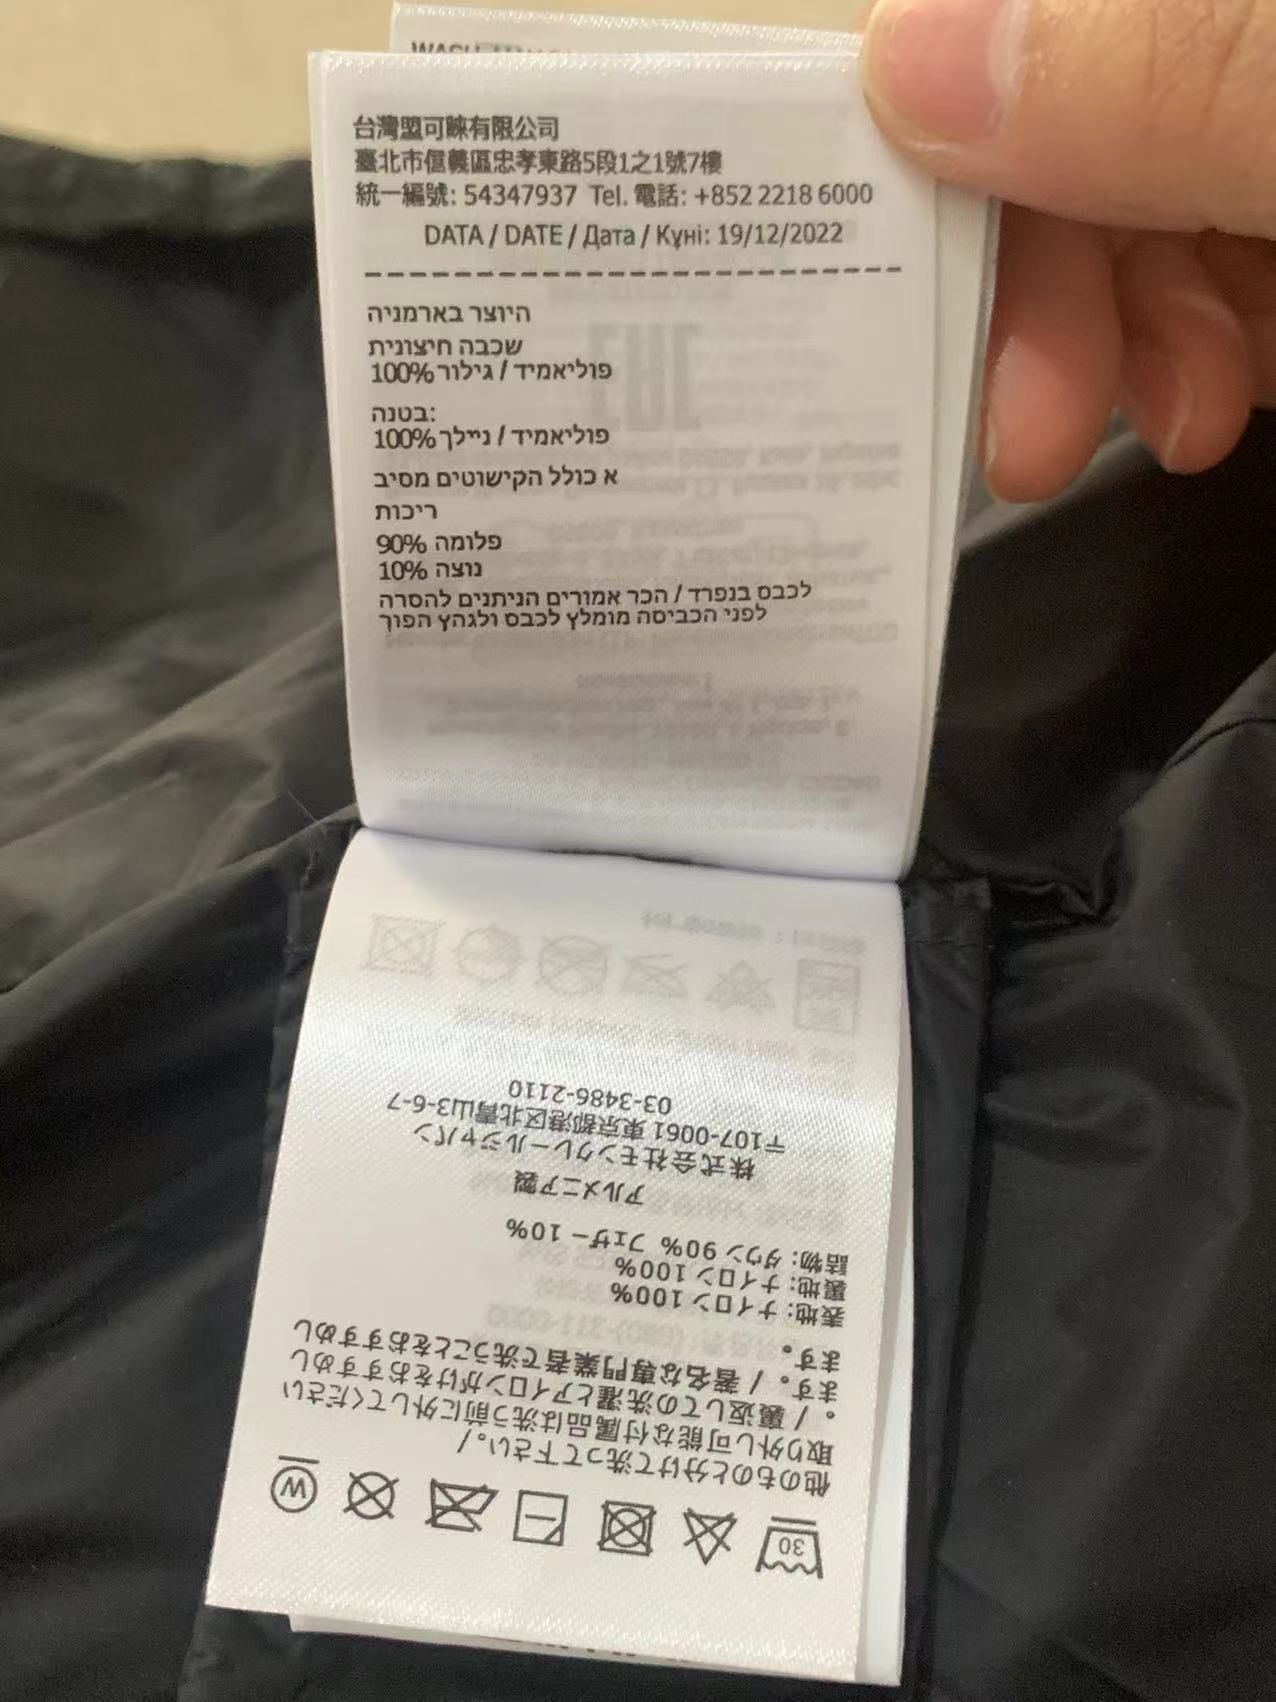 台灣盟可睞有限公司
臺北市信義區忠孝東路5段1之1號7樓
統一編號: 54347937 Tel. 電話: +852 2218 6000
DATA / DATE / Дата / Күні: 19/12/2022
היוצר בארמניה
שכבה חיצונית
פוליאמיד / גילור 100%
בטנה:
פוליאמיד / ניילך 100%
א כולל הקישוטים מסיב
ריכות
פלומה 90%
נוצה 10%
לכבס בנפרד / הכר אמורים הניתנים להסרה
לפני הכביסה מומלץ לכבס ולגהץ הפוך
30
W
他のものと分けて洗って下さい。/
取り外し可能な付属品は洗う前に外してください
。/ 裏返しての洗濯とアイロンがけをおすすめし
ます。 / 著名な専門業者で洗うことをおすすめし
ます。
表地: ナイロン 100%
裏地: ナイロン 100%
詰物: ダウン 90% フェザー 10%
アルメニア製
株式会社モンクレールジャパン
〒107-0061 東京都港区北青山3-6-7
03-3486-2110